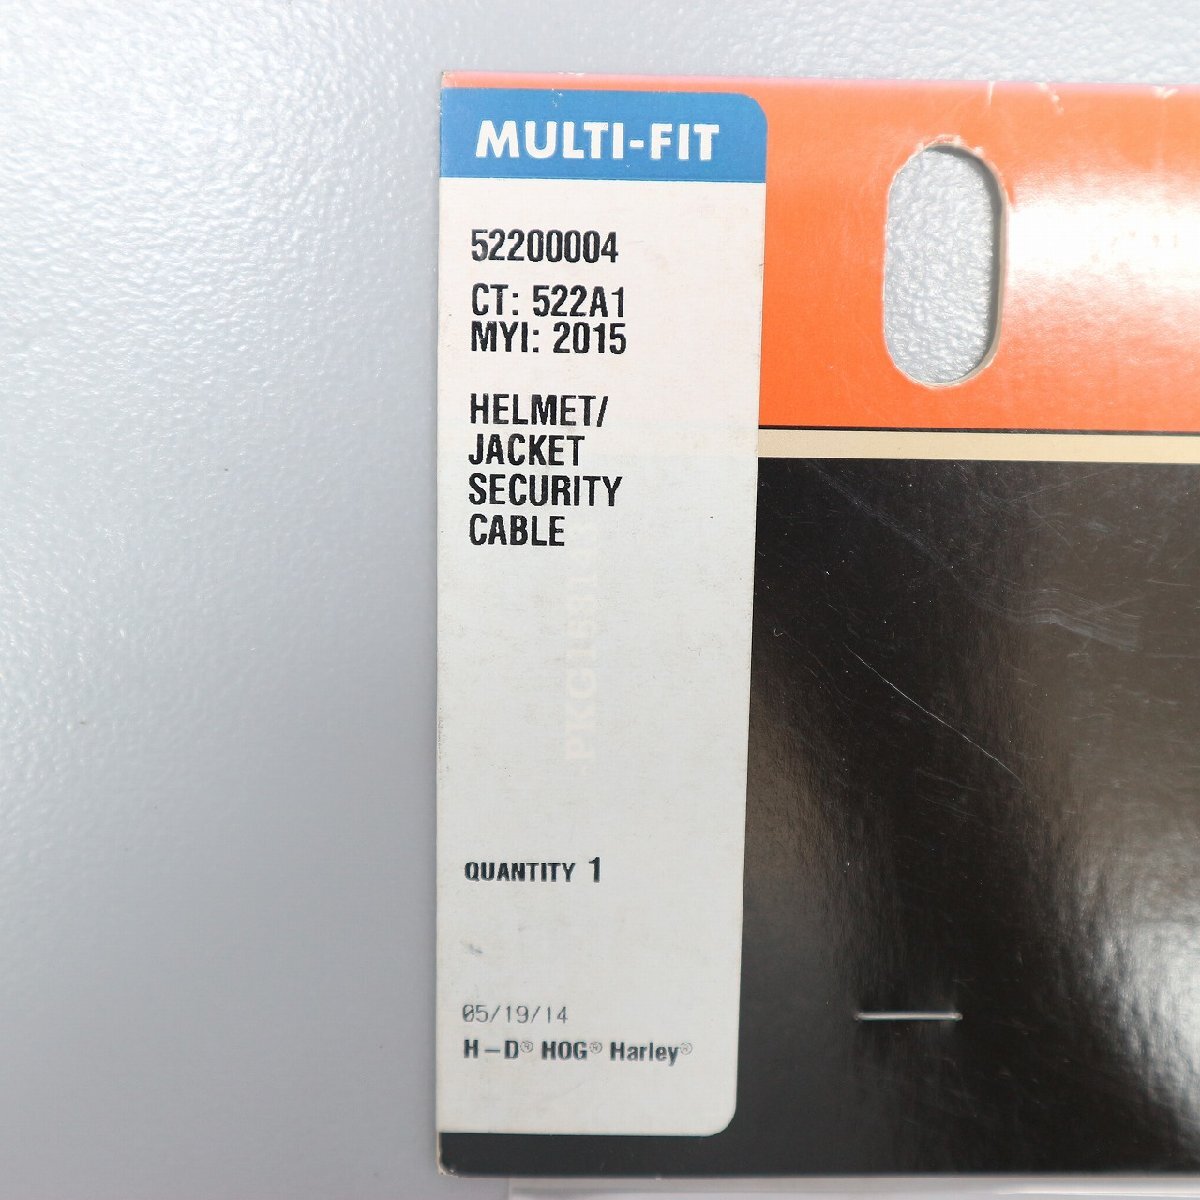 MULTI-FIT
52200004
CT: 522A1
MYI: 2015
HELMET/
JACKET
SECURITY
CABLE
QUANTITY 1
05/19/14
H-D® HOG® Harley®